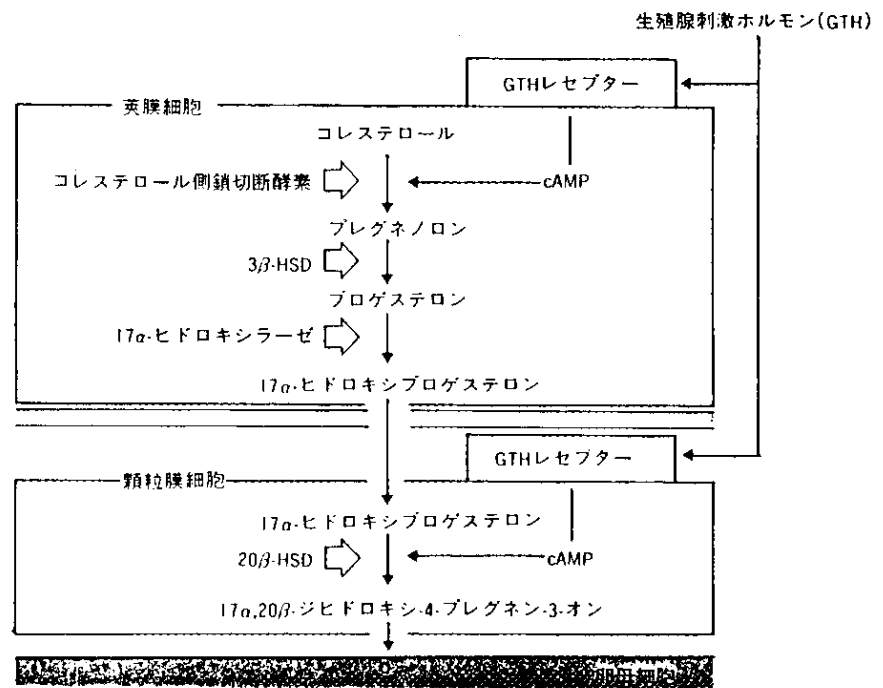 生殖腺刺激ホルモン(GTH)
GTHレセプター
莢膜細胞
コレステロール
コレステロール側鎖切断酵素
cAMP
プレグネノロン
3β-HSD
プロゲステロン
17α-ヒドロキシラーゼ
17α-ヒドロキシプロゲステロン
GTHレセプター
顆粒膜細胞
17α-ヒドロキシプロゲステロン
20β-HSD
cAMP
17α,20β-ジヒドロキシ-4-プレグネン-3-オン
卵母細胞